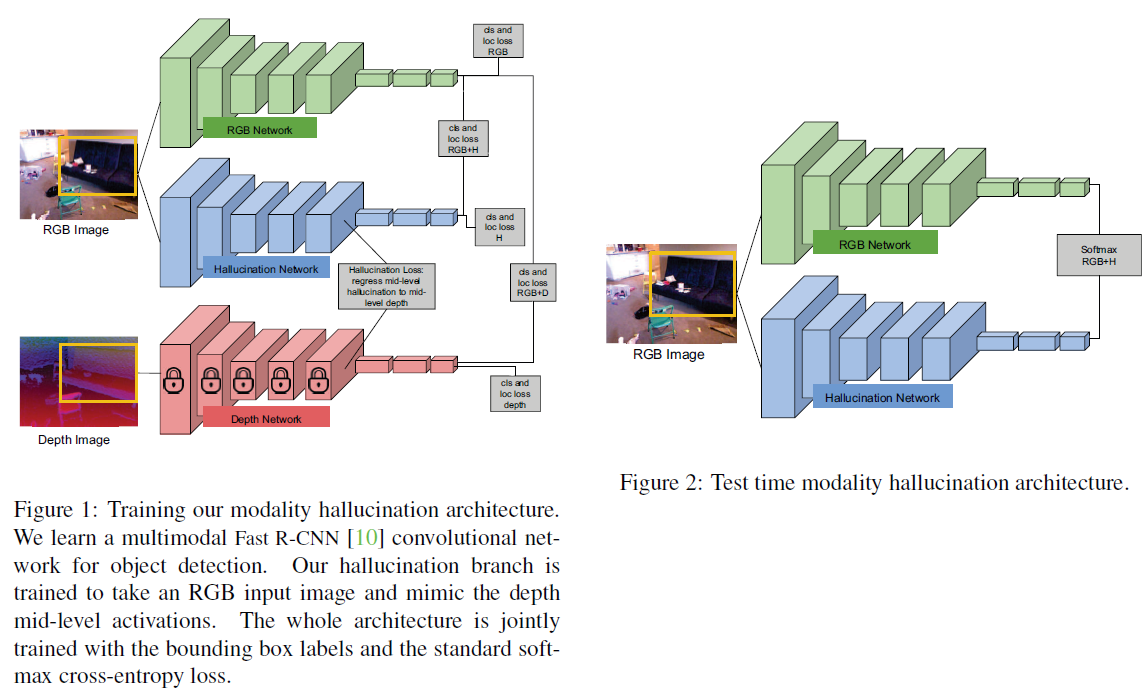 cls and
loc loss
RGB
RGB Network
cls and
loc loss
RGB+H
RGB Image
cls and
loc loss
H
Hallucination Network
Hallucination Loss:
regress mid-level
hallucination to mid-
level depth
cls and
loc loss
RGB+D
cls and
loc loss
depth
Depth Network
Depth Image
Figure 1: Training our modality hallucination architecture.
We learn a multimodal Fast R-CNN [10] convolutional net-
work for object detection. Our hallucination branch is
trained to take an RGB input image and mimic the depth
mid-level activations. The whole architecture is jointly
trained with the bounding box labels and the standard soft-
max cross-entropy loss.
RGB Network
Softmax
RGB+H
RGB Image
Hallucination Network
Figure 2: Test time modality hallucination architecture.